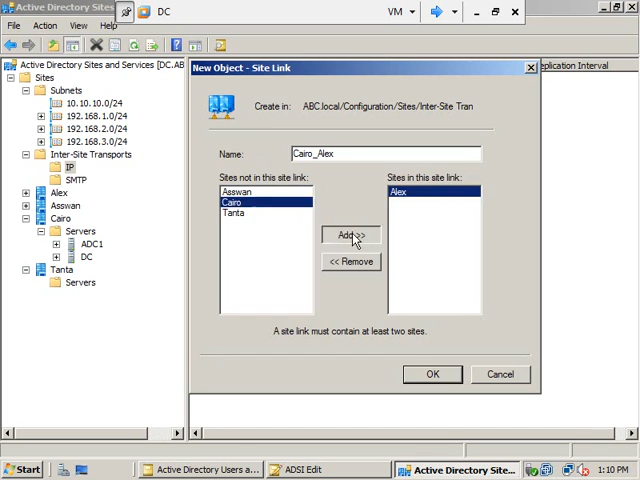 Active Directory Sites
DC
VM
File Action View Help
Active Directory Sites and Services [DC.AB
Sites
Subnets
10.10.10.0/24
192.168.1.0/24
192.168.2.0/24
192.168.3.0/24
Inter-Site Transports
IP
SMTP
Alex
Asswan
Cairo
Servers
ADC1
DC
Tanta
Servers
New Object - Site Link
eplication Interval
Create in: ABC.local/Configuration/Sites/Inter-Site Tran
Name: Cairo_Alex
Sites not in this site link:
Asswan
Cairo
Tanta
Sites in this site link:
Alex
Add >>
<< Remove
A site link must contain at least two sites.
OK
Cancel
Start
Active Directory Users a...
ADSI Edit
Active Directory Site...
1:10 PM